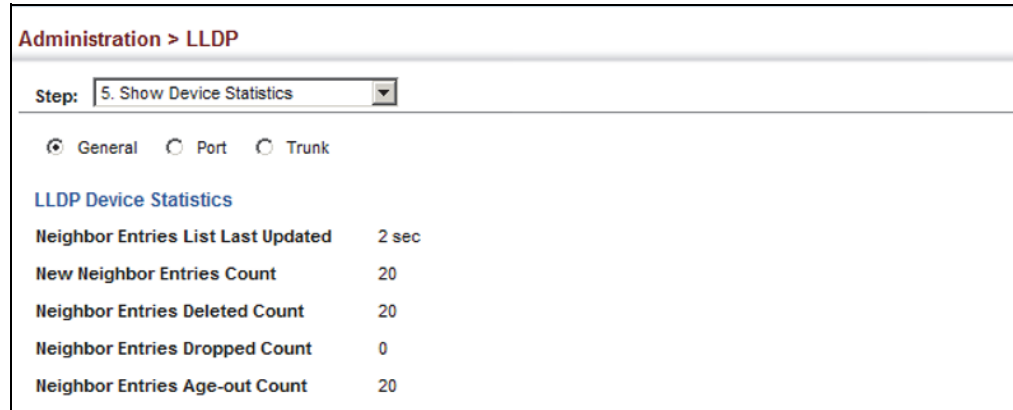 Administration > LLDP
Step: 5. Show Device Statistics
General Port Trunk
LLDP Device Statistics
Neighbor Entries List Last Updated 2 sec
New Neighbor Entries Count 20
Neighbor Entries Deleted Count 20
Neighbor Entries Dropped Count 0
Neighbor Entries Age-out Count 20